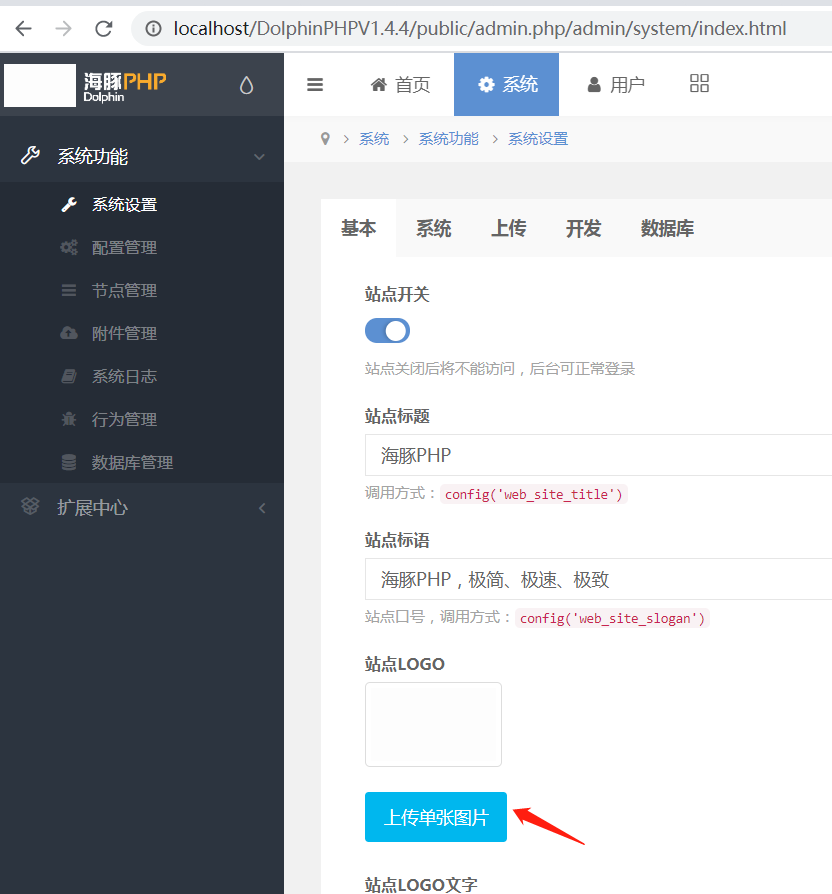 localhost/DolphinPHPV1.4.4/public/admin.php/admin/system/index.html
海豚PHP
Dolphin
首页
系统
用户
系统 > 系统功能 > 系统设置
系统功能
系统设置
配置管理
节点管理
附件管理
系统日志
行为管理
数据库管理
扩展中心
基本 系统 上传 开发 数据库
站点开关
站点关闭后将不能访问，后台可正常登录
站点标题
海豚PHP
调用方式：config('web_site_title')
站点标语
海豚PHP，极简、极速、极致
站点口号，调用方式：config('web_site_slogan')
站点LOGO
上传单张图片
站点LOGO文字